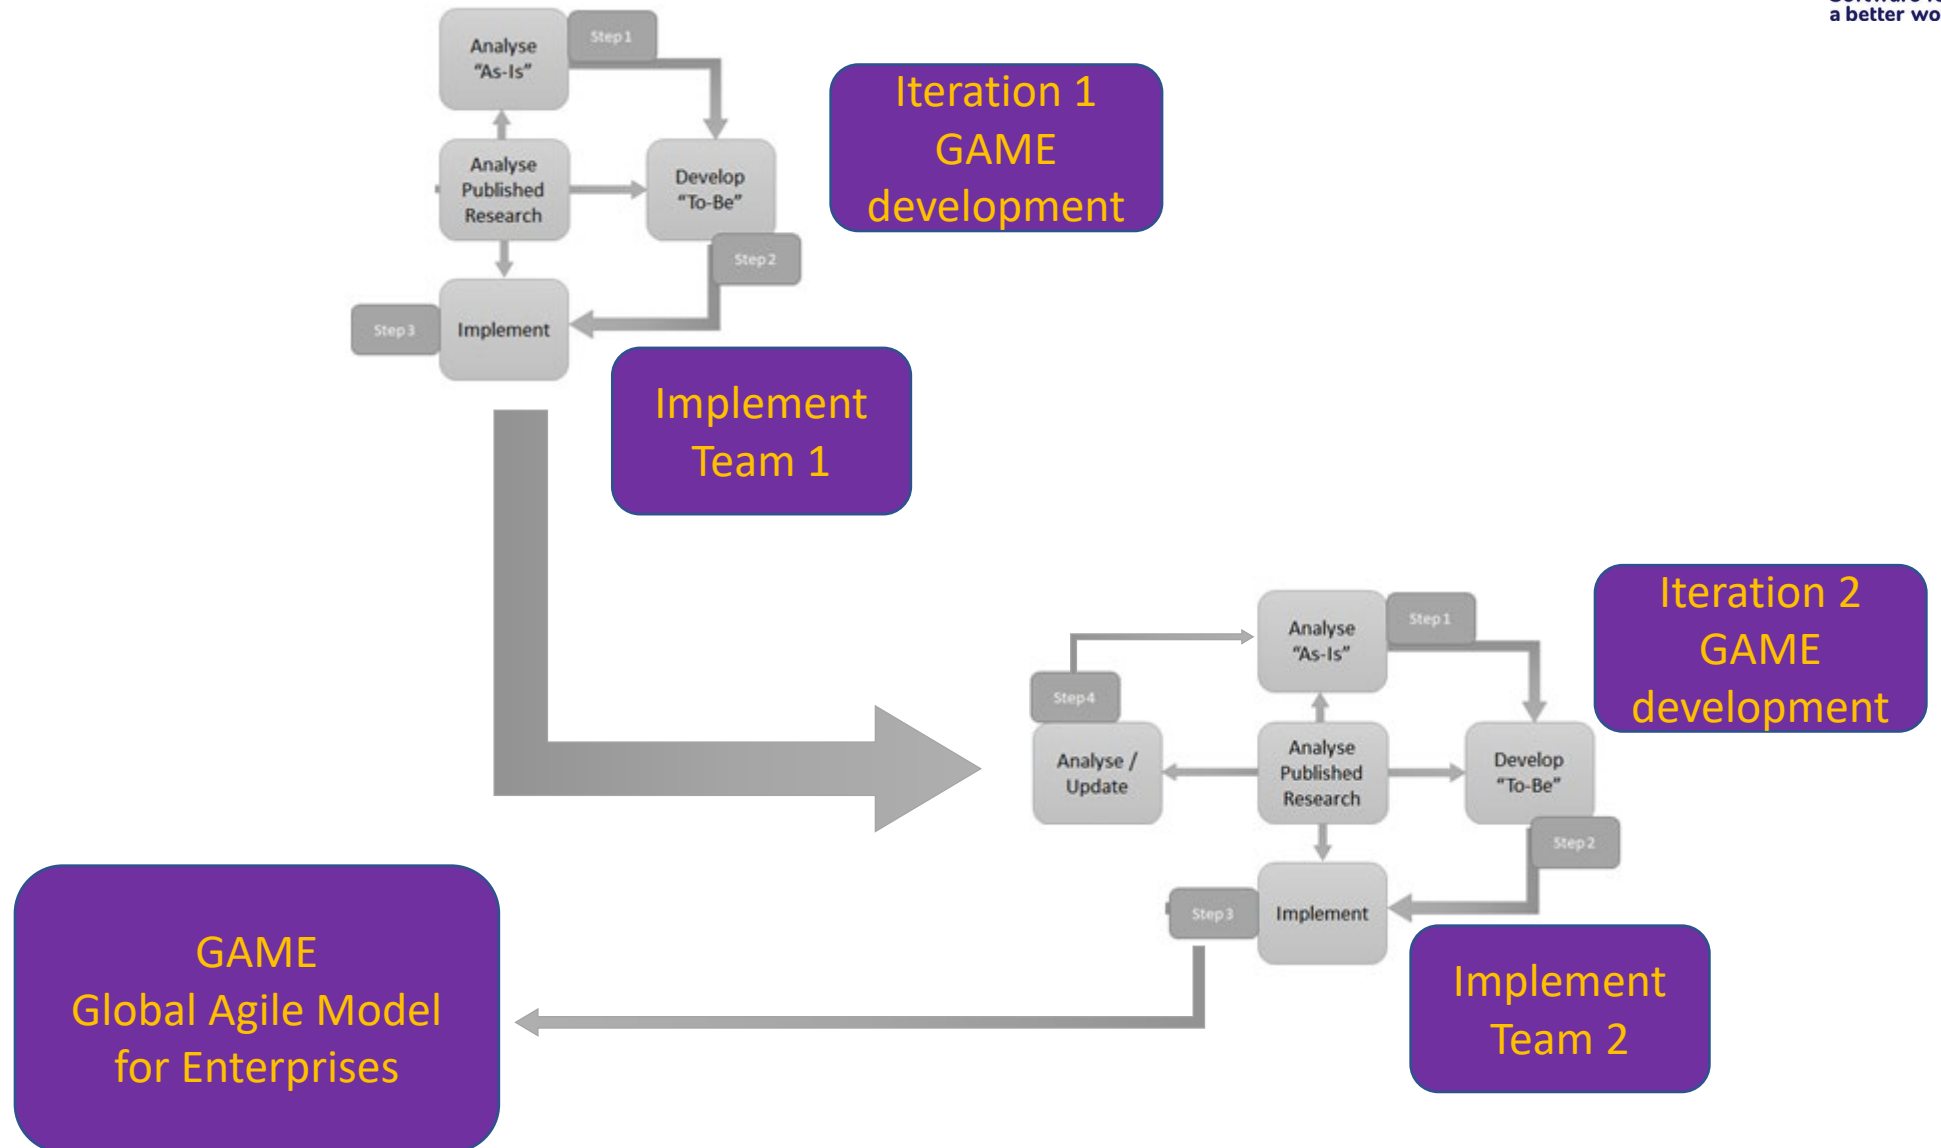 a better wo
Analyse
"As-Is"
Step 1
Analyse
Published
Research
Develop
"To-Be"
Step 2
Step 3
Implement
Iteration 1
GAME
development
Implement
Team 1
Iteration 2
GAME
development
Analyse
"As-Is"
Step 1
Step 4
Analyse /
Update
Analyse
Published
Research
Develop
"To-Be"
Step 2
Step 3
Implement
Implement
Team 2
GAME
Global Agile Model
for Enterprises